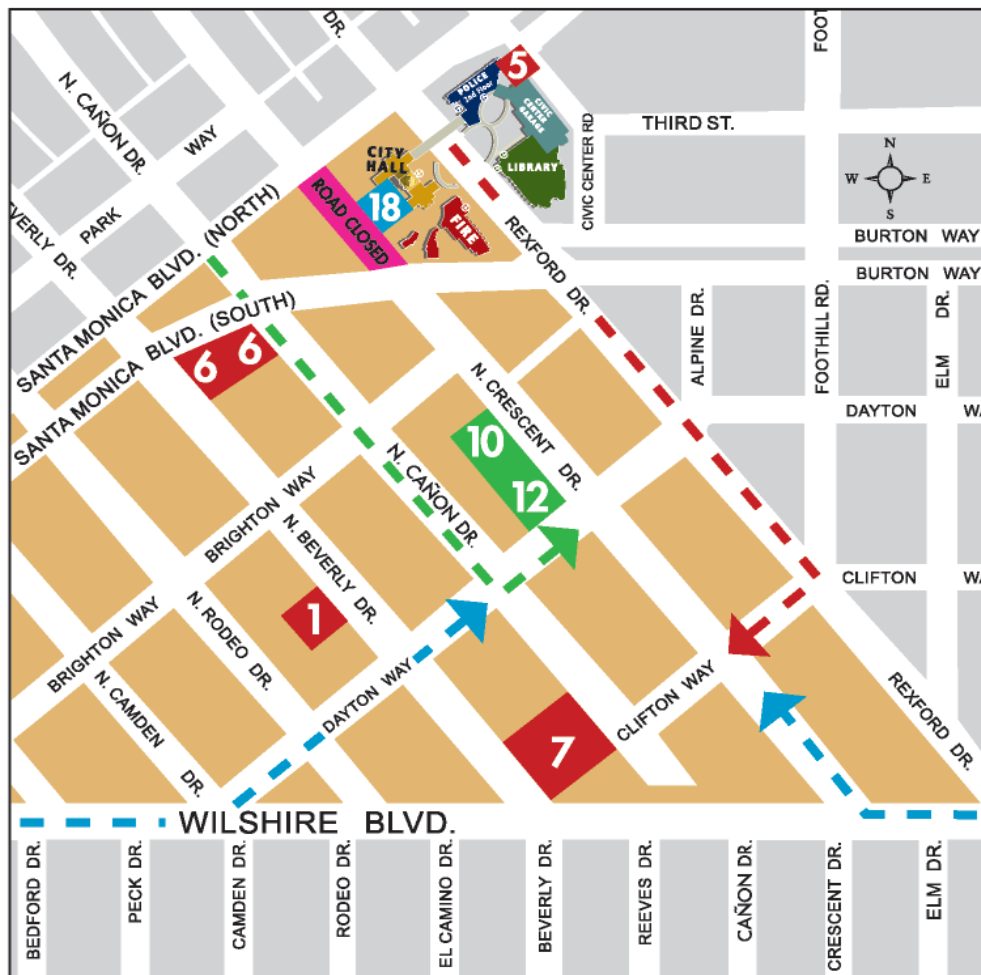 N. CAÑON DR.
DR.
FOOT
WAY
PARK
EVERLY DR.
5
POLICE
2nd Floor
CIVIC
CENTER
GARAGE
LIBRARY
CIVIC CENTER RD
THIRD ST.
N
W E
S
CITY
HALL
18
FIRE
ROAD CLOSED
REXFORD DR.
BURTON WAY
BURTON WAY
SANTA MONICA BLVD. (NORTH)
SANTA MONICA BLVD. (SOUTH)
6 6
ALPINE DR.
FOOTHILL RD.
ELM DR.
DAYTON WA
N. CRESCENT DR.
10
12
N. CAÑON DR.
BRIGHTON WAY
N. BEVERLY DR.
1
CLIFTON WA
N. RODEO DR.
BRIGHTON WAY
N. CAMDEN DR.
DAYTON WAY
7
CLIFTON WAY
REXFORD DR.
WILSHIRE BLVD.
BEDFORD DR.
PECK DR.
CAMDEN DR.
RODEO DR.
EL CAMINO DR.
BEVERLY DR.
REEVES DR.
CAÑON DR.
CRESCENT DR.
ELM DR.